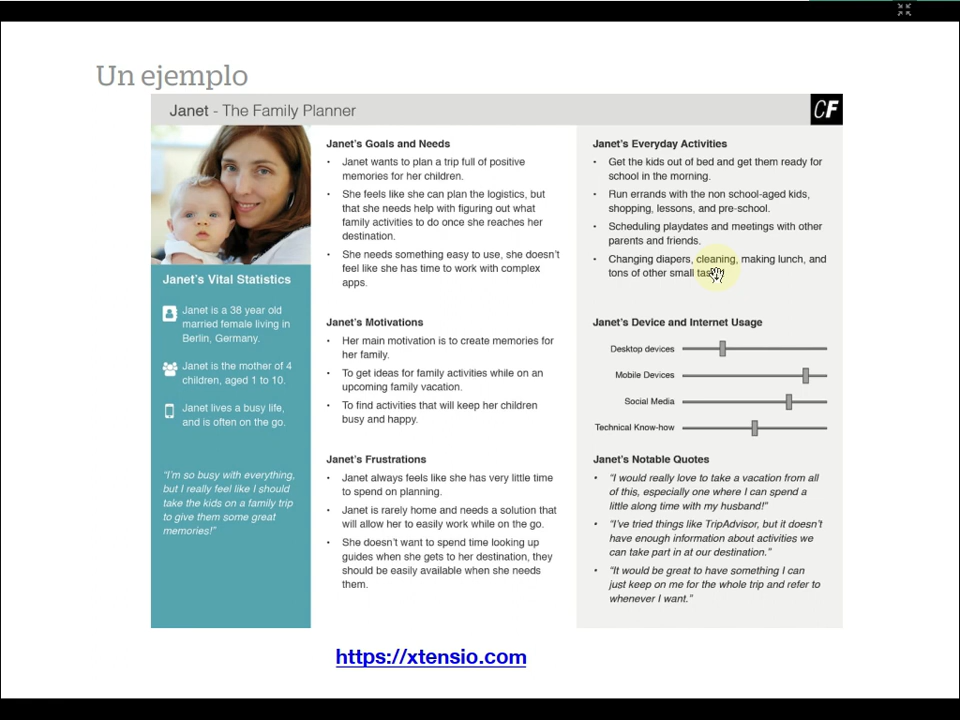 Un ejemplo
Janet - The Family Planner
CF
Janet's Vital Statistics
Janet is a 38 year old
married female living in
Berlin, Germany.
Janet is the mother of 4
children, aged 1 to 10.
Janet lives a busy life,
and is often on the go.
“I'm so busy with everything,
but I really feel like I should
take the kids on a family trip
to give them some great
memories!”
Janet's Goals and Needs
• Janet wants to plan a trip full of positive
memories for her children.
• She feels like she can plan the logistics, but
that she needs help with figuring out what
family activities to do once she reaches her
destination.
• She needs something easy to use, she doesn't
feel like she has time to work with complex
apps.
Janet's Motivations
• Her main motivation is to create memories for
her family.
• To get ideas for family activities while on an
upcoming family vacation.
• To find activities that will keep her children
busy and happy.
Janet's Frustrations
• Janet always feels like she has very little time
to spend on planning.
• Janet is rarely home and needs a solution that
will allow her to easily work while on the go.
• She doesn't want to spend time looking up
guides when she gets to her destination, they
should be easily available when she needs
them.
Janet's Everyday Activities
• Get the kids out of bed and get them ready for
school in the morning.
• Run errands with the non school-aged kids,
shopping, lessons, and pre-school.
• Scheduling playdates and meetings with other
parents and friends.
• Changing diapers, cleaning, making lunch, and
tons of other small
Janet's Device and Internet Usage
Desktop devices
Mobile Devices
Social Media
Technical Know-how
Janet's Notable Quotes
• “I would really love to take a vacation from all
of this, especially one where I can spend a
little along time with my husband!”
• “I've tried things like TripAdvisor, but it doesn't
have enough information about activities we
can take part in at our destination.”
• “It would be great to have something I can
just keep on me for the whole trip and refer to
whenever I want.”
https://xtensio.com